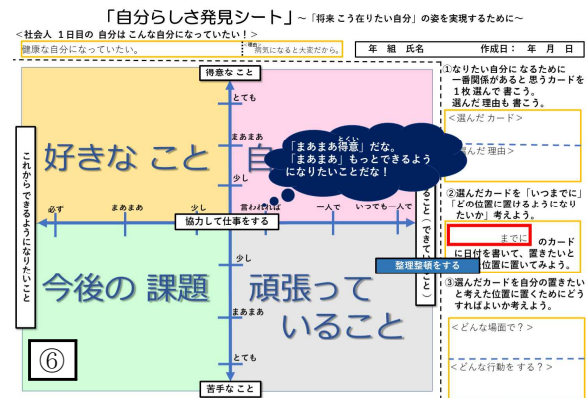 「自分らしさ発見シート」～「将来 こう在りたい自分」の姿を実現するために～
＜社会人 １日目の 自分は こんな自分になっていたい！＞
健康な自分になっていたい。
＜理由＞
病気になると大変だから。
年 組 氏名 作成日： 年 月 日
得意な こと
とても
まあまあ
少し
好きな こと
自
「まあまあ得意」だな。
とくい
「まあまあ」もっとできるよう
になりたいことだな！
これから できるようになりたいこと
必ず
まあまあ
少し
言われれば
一人で
いつでも一人で
協力して仕事をする
ること（できていること）
整理整頓をする
今後の 課題
頑張って
いること
少し
まあまあ
とても
苦手な こと
⑥
①なりたい自分に なるために
一番関係があると 思うカードを
１枚 選んで 書こう。
選んだ 理由も 書こう。
＜選んだ カード＞
んだ 理由＞
②選んだカードを「いつまでに」
「どの位置に置けるようになり
たいか」考えよう。
までに
のカード
に日付を書いて、置きたいと
位置に置いてみよう。
③選んだカードを自分の置きたい
と考えた位置に置くためにどう
すればよいか考えよう。
＜どんな場面で？＞
＜どんな行動を する？＞